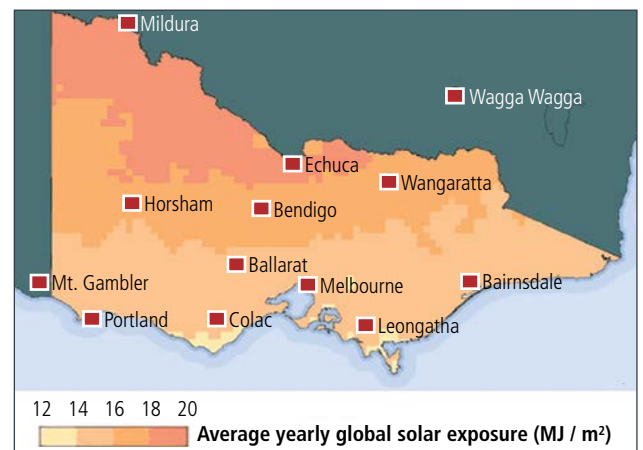 Mildura
Wagga Wagga
Echuca
Wangaratta
Horsham
Bendigo
Ballarat
Mt. Gambler
Melbourne
Bairnsdale
Portland
Colac
Leongatha
12 14 16 18 20
Average yearly global solar exposure (MJ / m²)